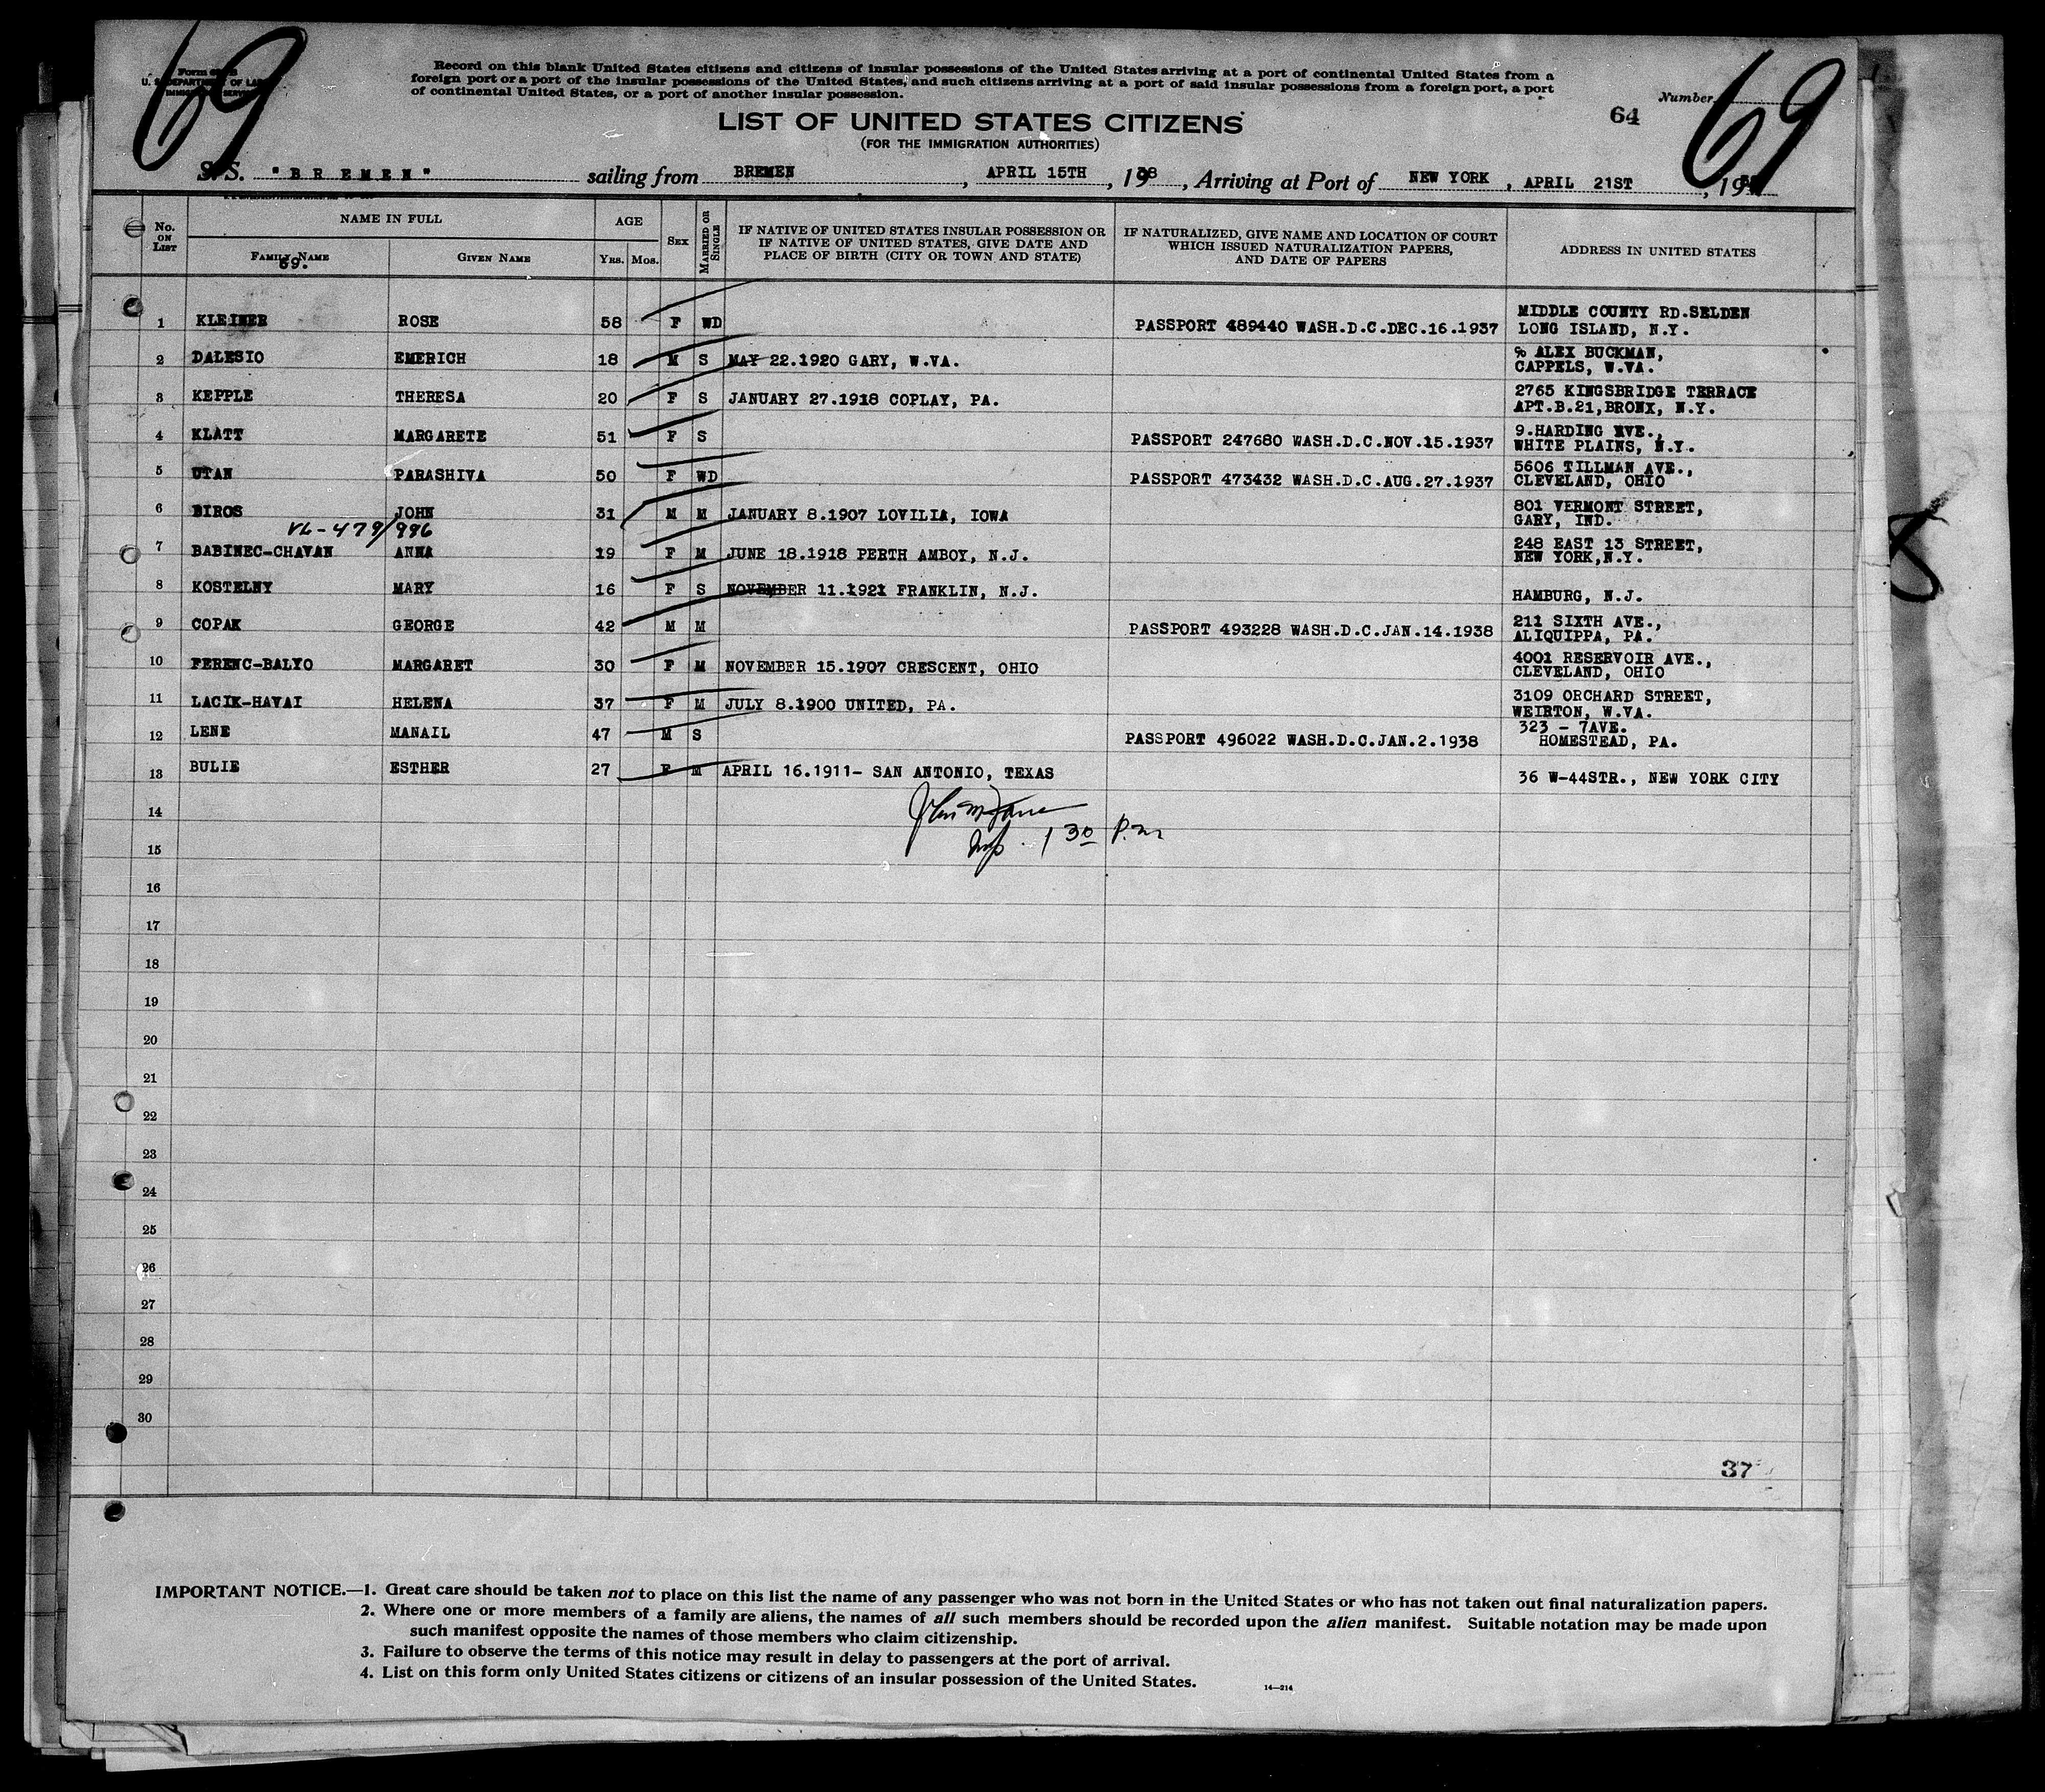 69
69
U. S. DEPARTMENT OF LABOR
Record on this blank United States citizens and citizens of insular possessions of the United States arriving at a port of continental United States from a
foreign port or a port of the insular possessions of the United States, and such citizens arriving at a port of said insular possessions from a foreign port, a port
of continental United States, or a port of another insular possession.
Number
64
LIST OF UNITED STATES CITIZENS
(FOR THE IMMIGRATION AUTHORITIES)
S.S. "BREMEN" sailing from BREMEN, APRIL 15TH, 1938, Arriving at Port of NEW YORK, APRIL 21ST, 19
No. ON LIST
NAME IN FULL
FAMILY NAME
69.
GIVEN NAME
AGE
YRS. MOS.
SEX
MARRIED OR SINGLE
IF NATIVE OF UNITED STATES INSULAR POSSESSION OR
IF NATIVE OF UNITED STATES, GIVE DATE AND
PLACE OF BIRTH (CITY OR TOWN AND STATE)
IF NATURALIZED, GIVE NAME AND LOCATION OF COURT
WHICH ISSUED NATURALIZATION PAPERS,
AND DATE OF PAPERS
ADDRESS IN UNITED STATES
1 KLEINER ROSE 58 F WD PASSPORT 489440 WASH.D.C.DEC.16.1937 MIDDLE COUNTY RD.SELDEN
LONG ISLAND, N.Y.
2 DALESIO EMERICH 18 M S MAY 22.1920 GARY, W.VA. % ALEX BUCKMAN,
CAPPELS, W.VA.
3 KEPPLE THERESA 20 F S JANUARY 27.1918 COPLAY, PA. 2765 KINGSBRIDGE TERRACE
APT.B.21,BRONX, N.Y.
4 KLATT MARGARETE 51 F S PASSPORT 247680 WASH.D.C.NOV.15.1937 9.HARDING AVE.,
WHITE PLAINS, N.Y.
5 UTAN PARASHIVA 50 F WD PASSPORT 473432 WASH.D.C.AUG.27.1937 5606 TILLMAN AVE.,
CLEVELAND, OHIO
6 BIROS JOHN 31 M M JANUARY 8.1907 LOVILIA, IOWA 801 VERMONT STREET,
GARY, IND.
VL-479/996
7 BABINEC-CHAVAN ANNA 19 F M JUNE 18.1918 PERTH AMBOY, N.J. 248 EAST 13 STREET,
NEW YORK,N.Y.
8 KOSTELNY MARY 16 F S NOVEMBER 11.1921 FRANKLIN, N.J. HAMBURG, N.J.
9 COPAK GEORGE 42 M M PASSPORT 493228 WASH.D.C.JAN.14.1938 211 SIXTH AVE.,
ALIQUIPPA, PA.
10 FERENC-BALYO MARGARET 30 F M NOVEMBER 15.1907 CRESCENT, OHIO 4001 RESERVOIR AVE.,
CLEVELAND, OHIO
11 LACIK-HAVAI HELENA 37 F M JULY 8.1900 UNITED, PA. 3109 ORCHARD STREET,
WEIRTON, W.VA.
12 LENE MANAIL 47 M S PASSPORT 496022 WASH.D.C.JAN.2.1938 323 - 7AVE.
HOMESTEAD, PA.
13 BULIE ESTHER 27 F M APRIL 16.1911- SAN ANTONIO, TEXAS 36 W-44STR., NEW YORK CITY
14
1 30 P.m
15
16
17
18
19
20
21
22
23
24
25
26
27
28
29
30
37
8
IMPORTANT NOTICE.—1. Great care should be taken not to place on this list the name of any passenger who was not born in the United States or who has not taken out final naturalization papers.
2. Where one or more members of a family are aliens, the names of all such members should be recorded upon the alien manifest. Suitable notation may be made upon
such manifest opposite the names of those members who claim citizenship.
3. Failure to observe the terms of this notice may result in delay to passengers at the port of arrival.
4. List on this form only United States citizens or citizens of an insular possession of the United States.
14—214